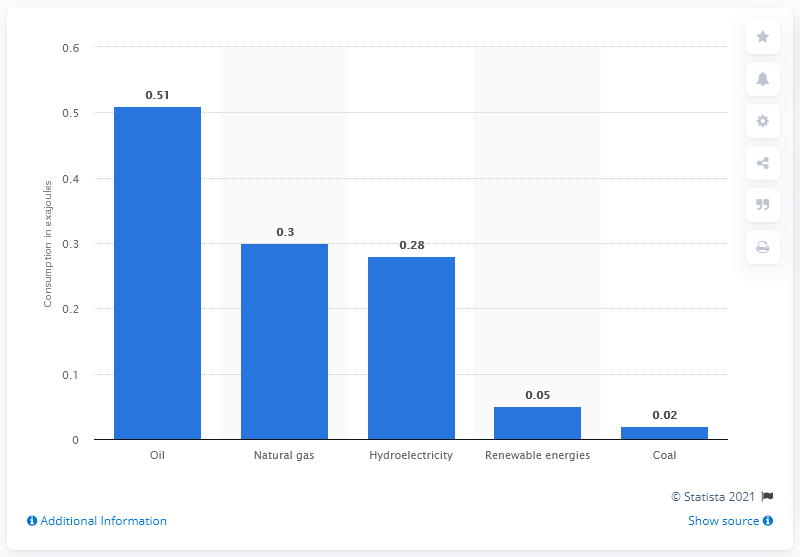 0.6
0.5
0.4
0.3
0.2
0.1
0
Consumption in exajoules
0.51
0.3
0.28
0.05
0.02
Oil
Natural gas
Hydroelectricity
Renewable energies
Coal
© Statista 2021
Additional Information
Show source